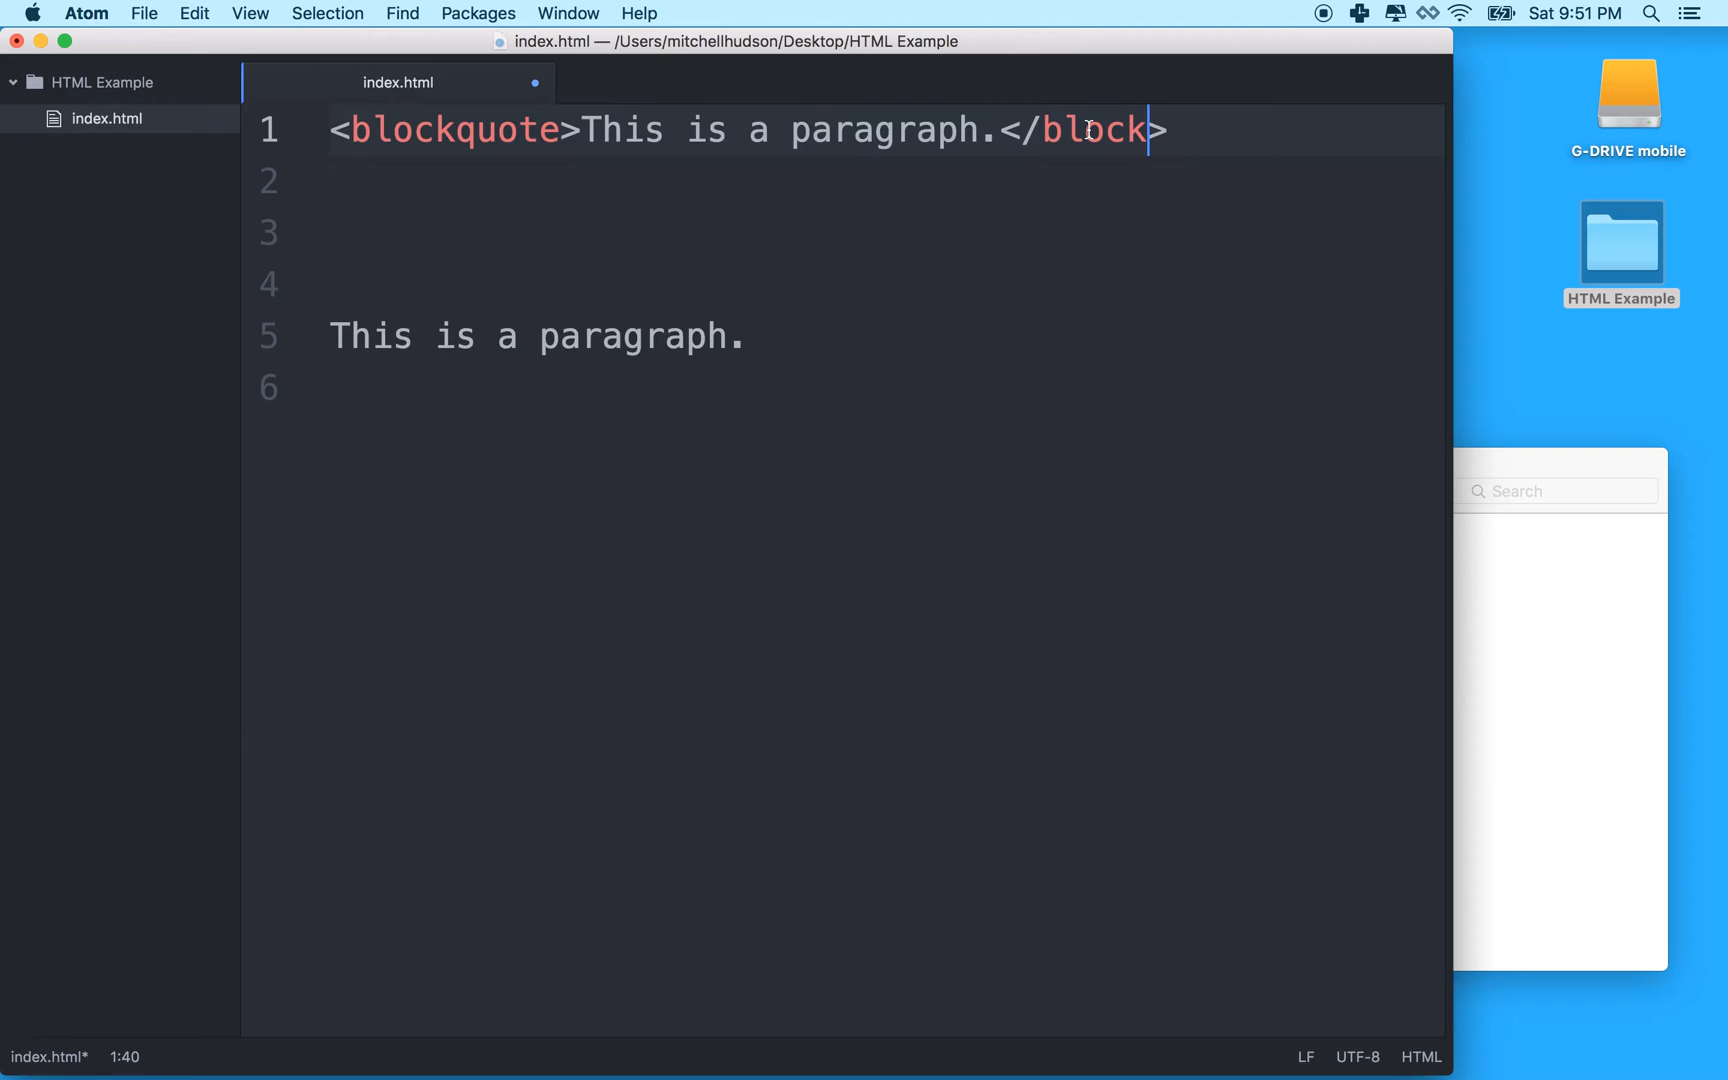 Atom File Edit View Selection Find Packages Window Help Sat 9:51 PM
index.html — /Users/mitchellhudson/Desktop/HTML Example
HTML Example
index.html
index.html
1 <blockquote>This is a paragraph.</block>
2
3
4
5 This is a paragraph.
6
index.html* 1:40 LF UTF-8 HTML
G-DRIVE mobile
HTML Example
Search